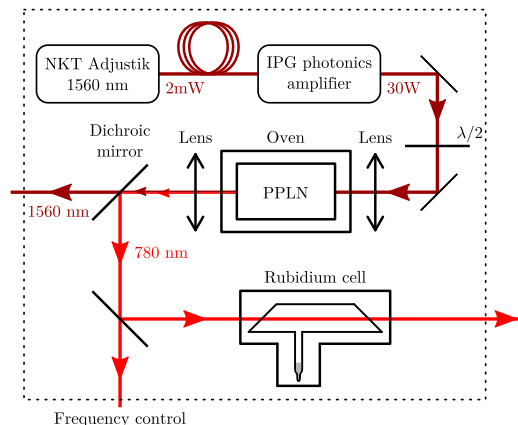 NKT Adjustik
1560 nm
2mW
IPG photonics
amplifier
30W
λ/2
Dichroic
mirror
Lens
Oven
Lens
PPLN
1560 nm
780 nm
Rubidium cell
Frequency control